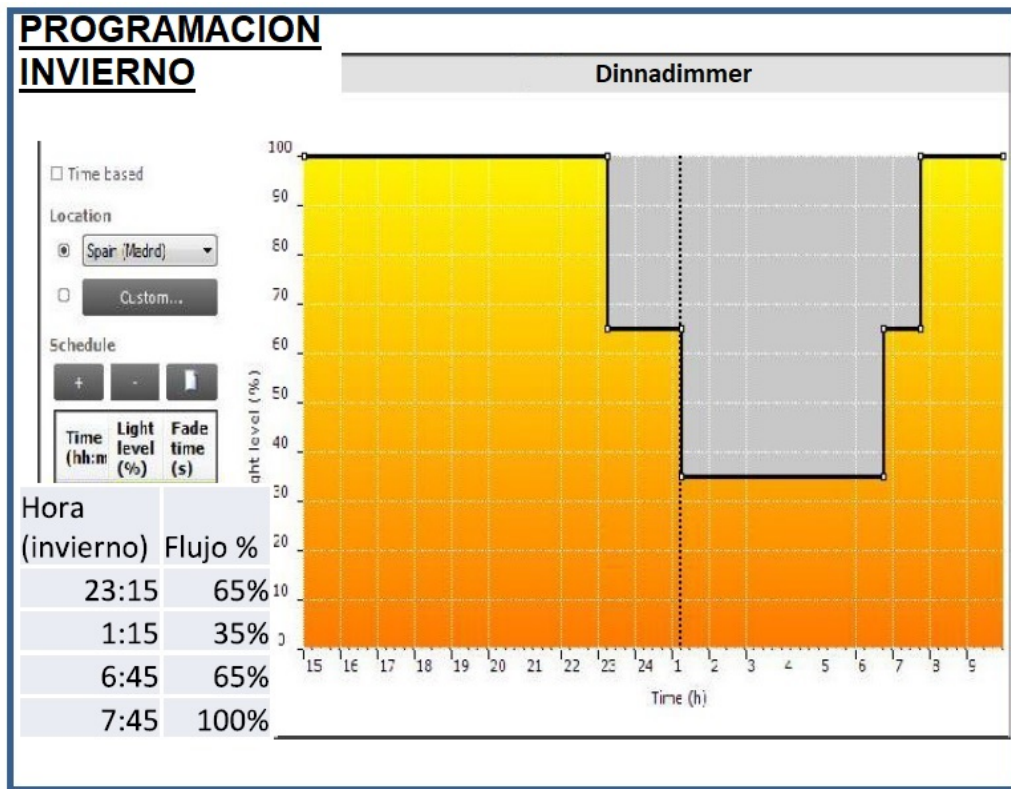 PROGRAMACION
INVIERNO
Dinnadimmer
Time based
Location
Spain (Madrid)
Custom...
Schedule
+ -
Time (hh:m
Light level (%)
Fade time (s)
Hora (invierno) Flujo %
23:15 65%
1:15 35%
6:45 65%
7:45 100%
100
90
80
70
60
50
40
30
20
10
0
ght level (%)
15 16 17 18 19 20 21 22 23 24 1 2 3 4 5 6 7 8 9
Time (h)